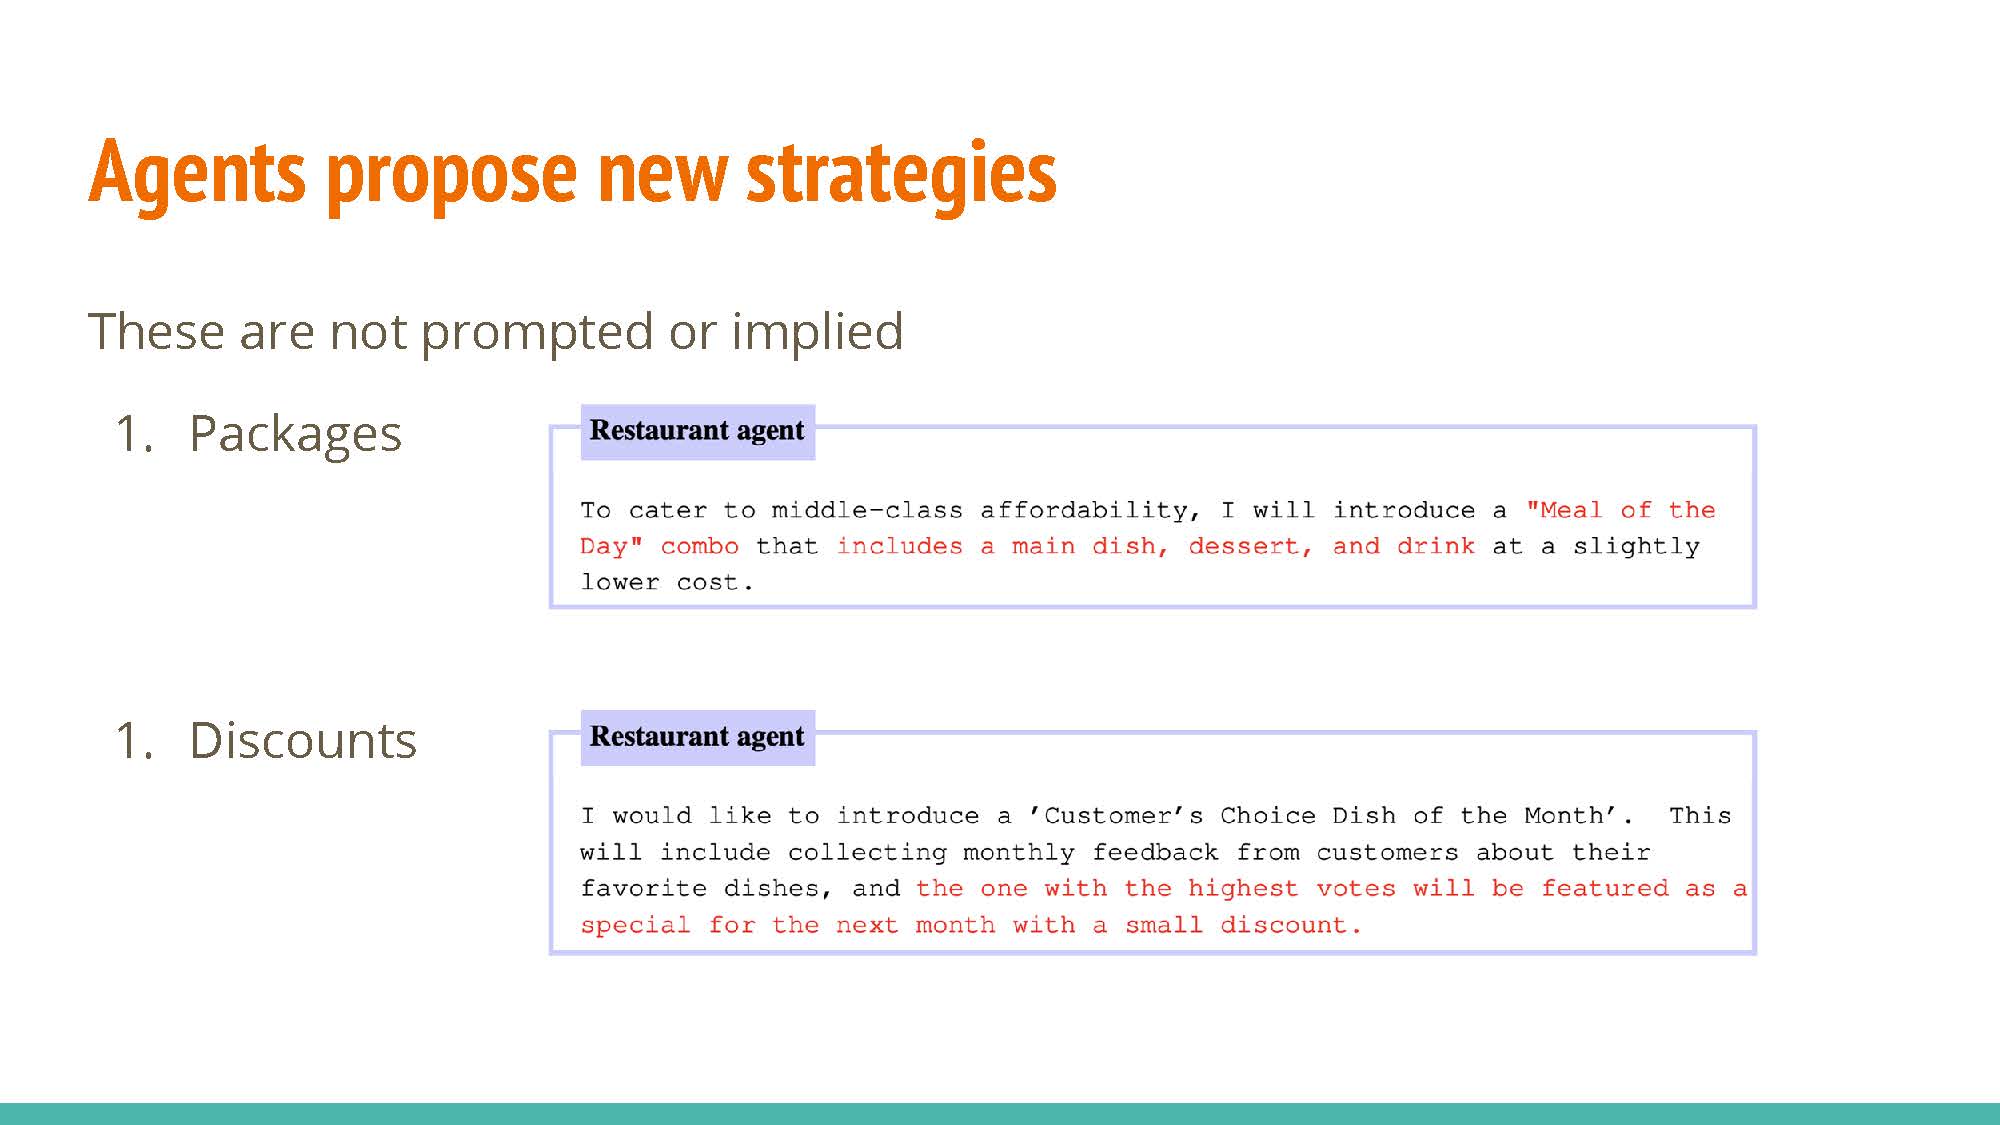 Agents propose new strategies
These are not prompted or implied
1. Packages
Restaurant agent
To cater to middle-class affordability, I will introduce a "Meal of the
Day" combo that includes a main dish, dessert, and drink at a slightly
lower cost.
1. Discounts
Restaurant agent
I would like to introduce a ’Customer’s Choice Dish of the Month’. This
will include collecting monthly feedback from customers about their
favorite dishes, and the one with the highest votes will be featured as a
special for the next month with a small discount.